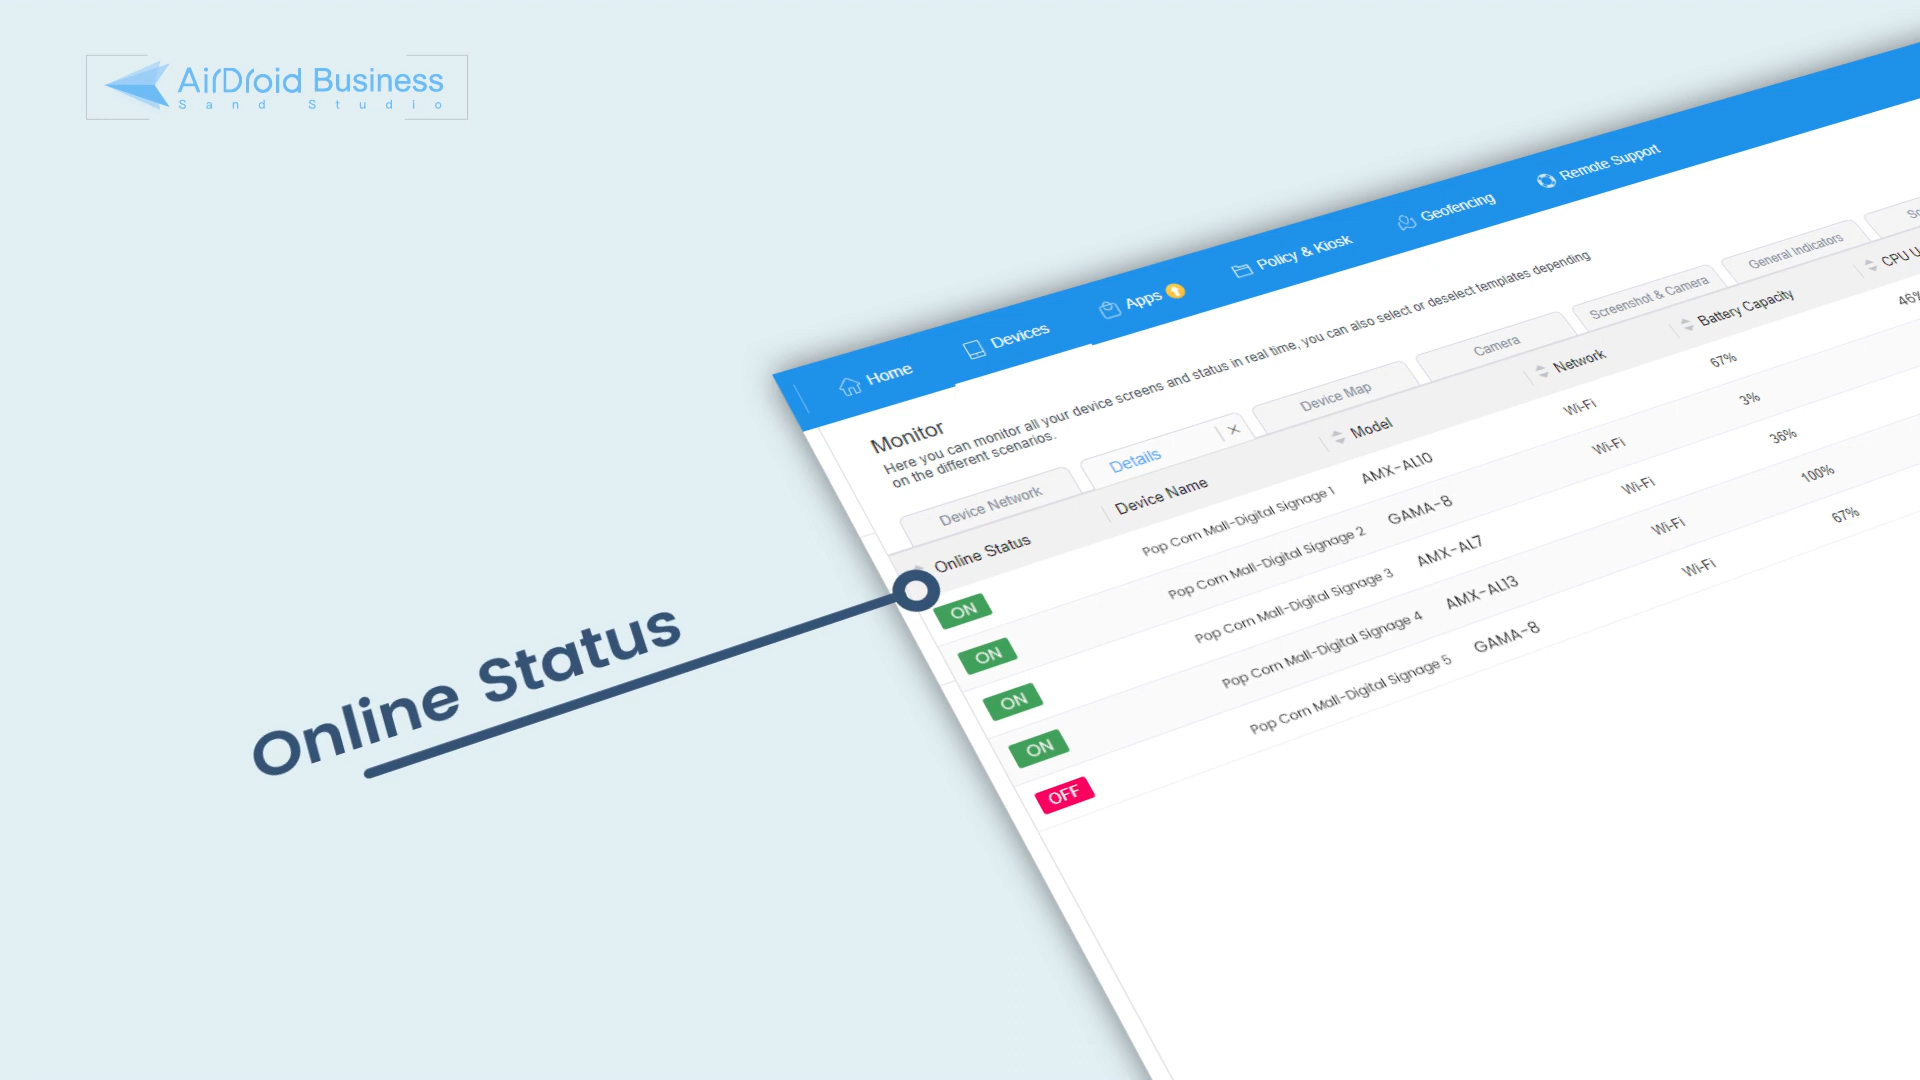 AirDroid Business
Sand Studio
Home
Devices
Apps
Policy & Kiosk
Geofencing
Remote Support
Monitor
Here you can monitor all your device screens and status in real time, you can also select or deselect templates depending
on the different scenarios.
Device Network
Details
Device Map
Camera
Screenshot & Camera
General Indicators
Online Status
Device Name
Model
Network
Battery Capacity
CPU
ON Pop Corn Mall-Digital Signage 1 AMX-AL10 Wi-Fi 67% 46%
ON Pop Corn Mall-Digital Signage 2 GAMA-8 Wi-Fi 3%
ON Pop Corn Mall-Digital Signage 3 AMX-AL7 Wi-Fi 36%
ON Pop Corn Mall-Digital Signage 4 AMX-AL13 Wi-Fi 100%
OFF Pop Corn Mall-Digital Signage 5 GAMA-8 Wi-Fi 67%
Online Status